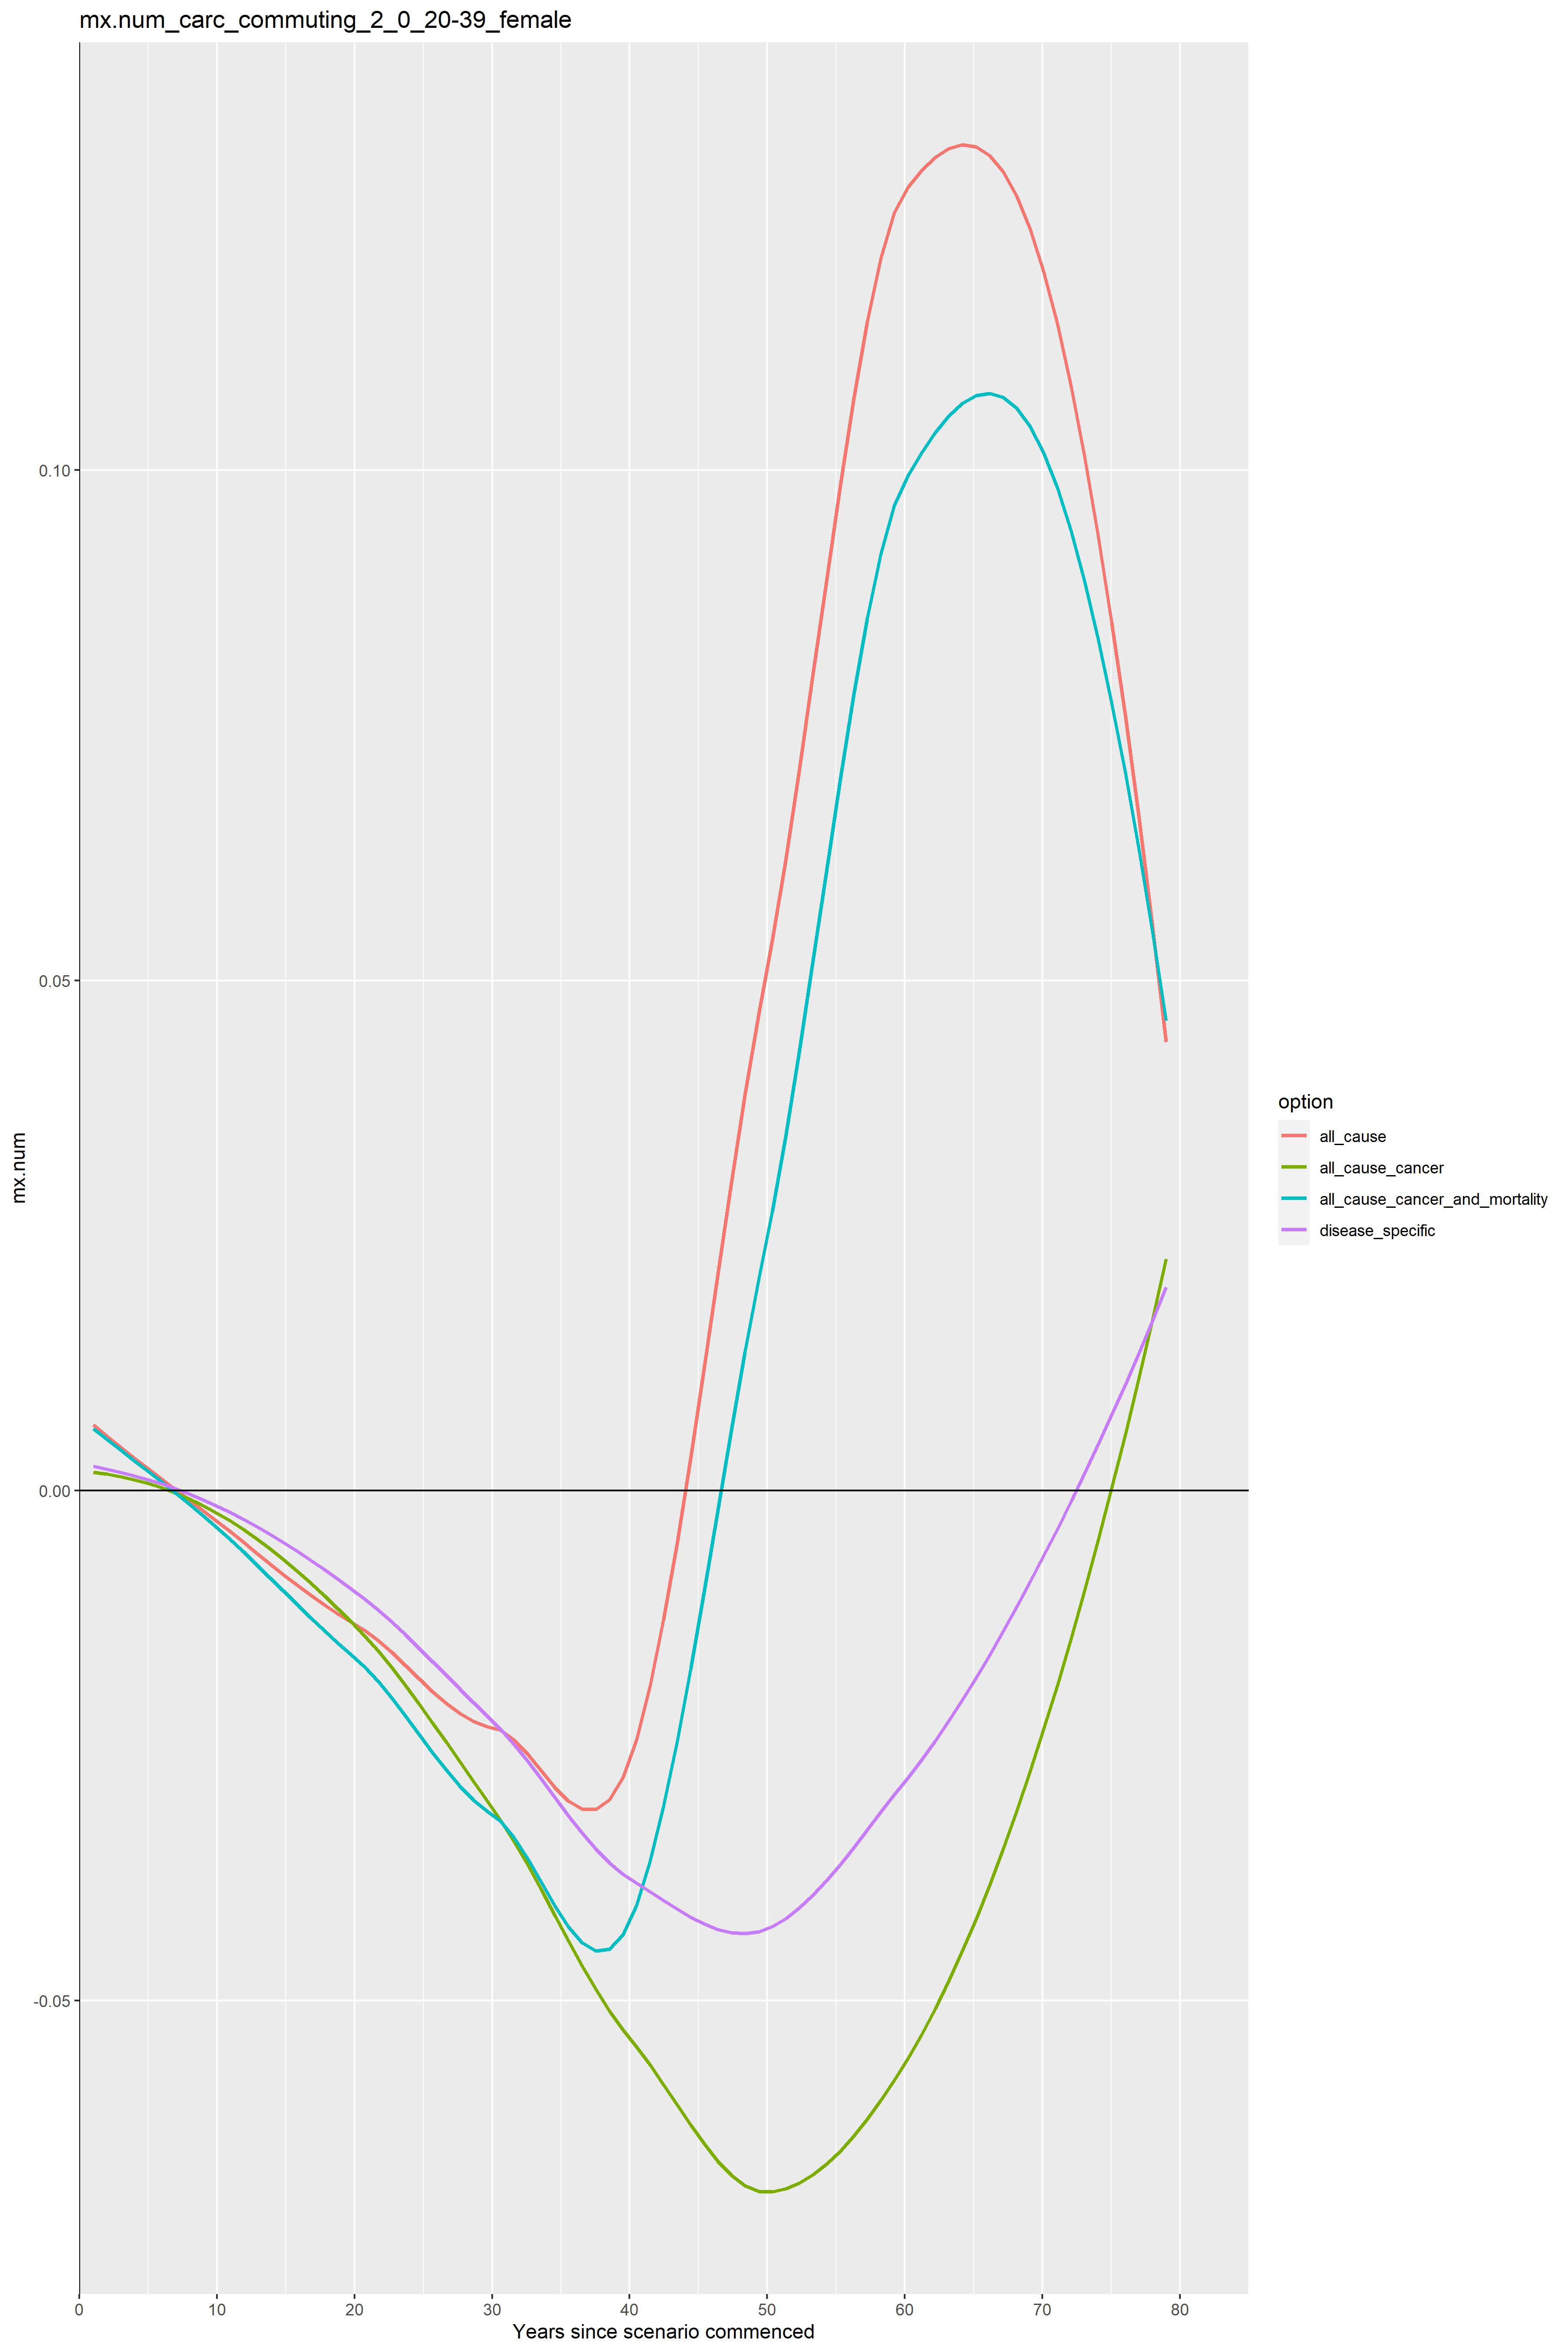 mx.num_carc_commuting_2_0_20-39_female
mx.num
0.10
0.05
0.00
-0.05
0
10
20
30
40
50
60
70
80
Years since scenario commenced
option
all_cause
all_cause_cancer
all_cause_cancer_and_mortality
disease_specific